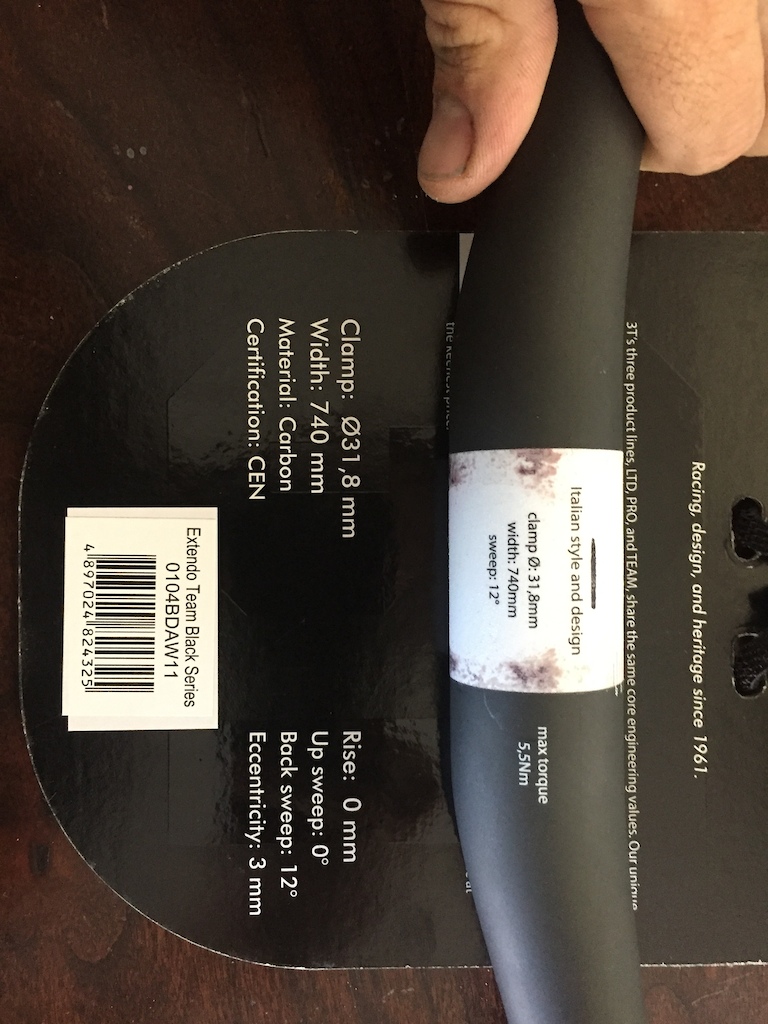 Racing, design, and heritage since 1961.
3T's three product lines, LTD, PRO, and TEAM, share the same core engineering values. Our unique
Italian style and design
clamp Ø: 31,8mm
width: 740mm
sweep: 12°
max torque
5,5Nm
Clamp: Ø31,8 mm
Width: 740 mm
Material: Carbon
Certification: CEN
Rise: 0 mm
Up sweep: 0°
Back sweep: 12°
Eccentricity: 3 mm
Extendo Team Black Series
0104BDAW11
4 897024 824325